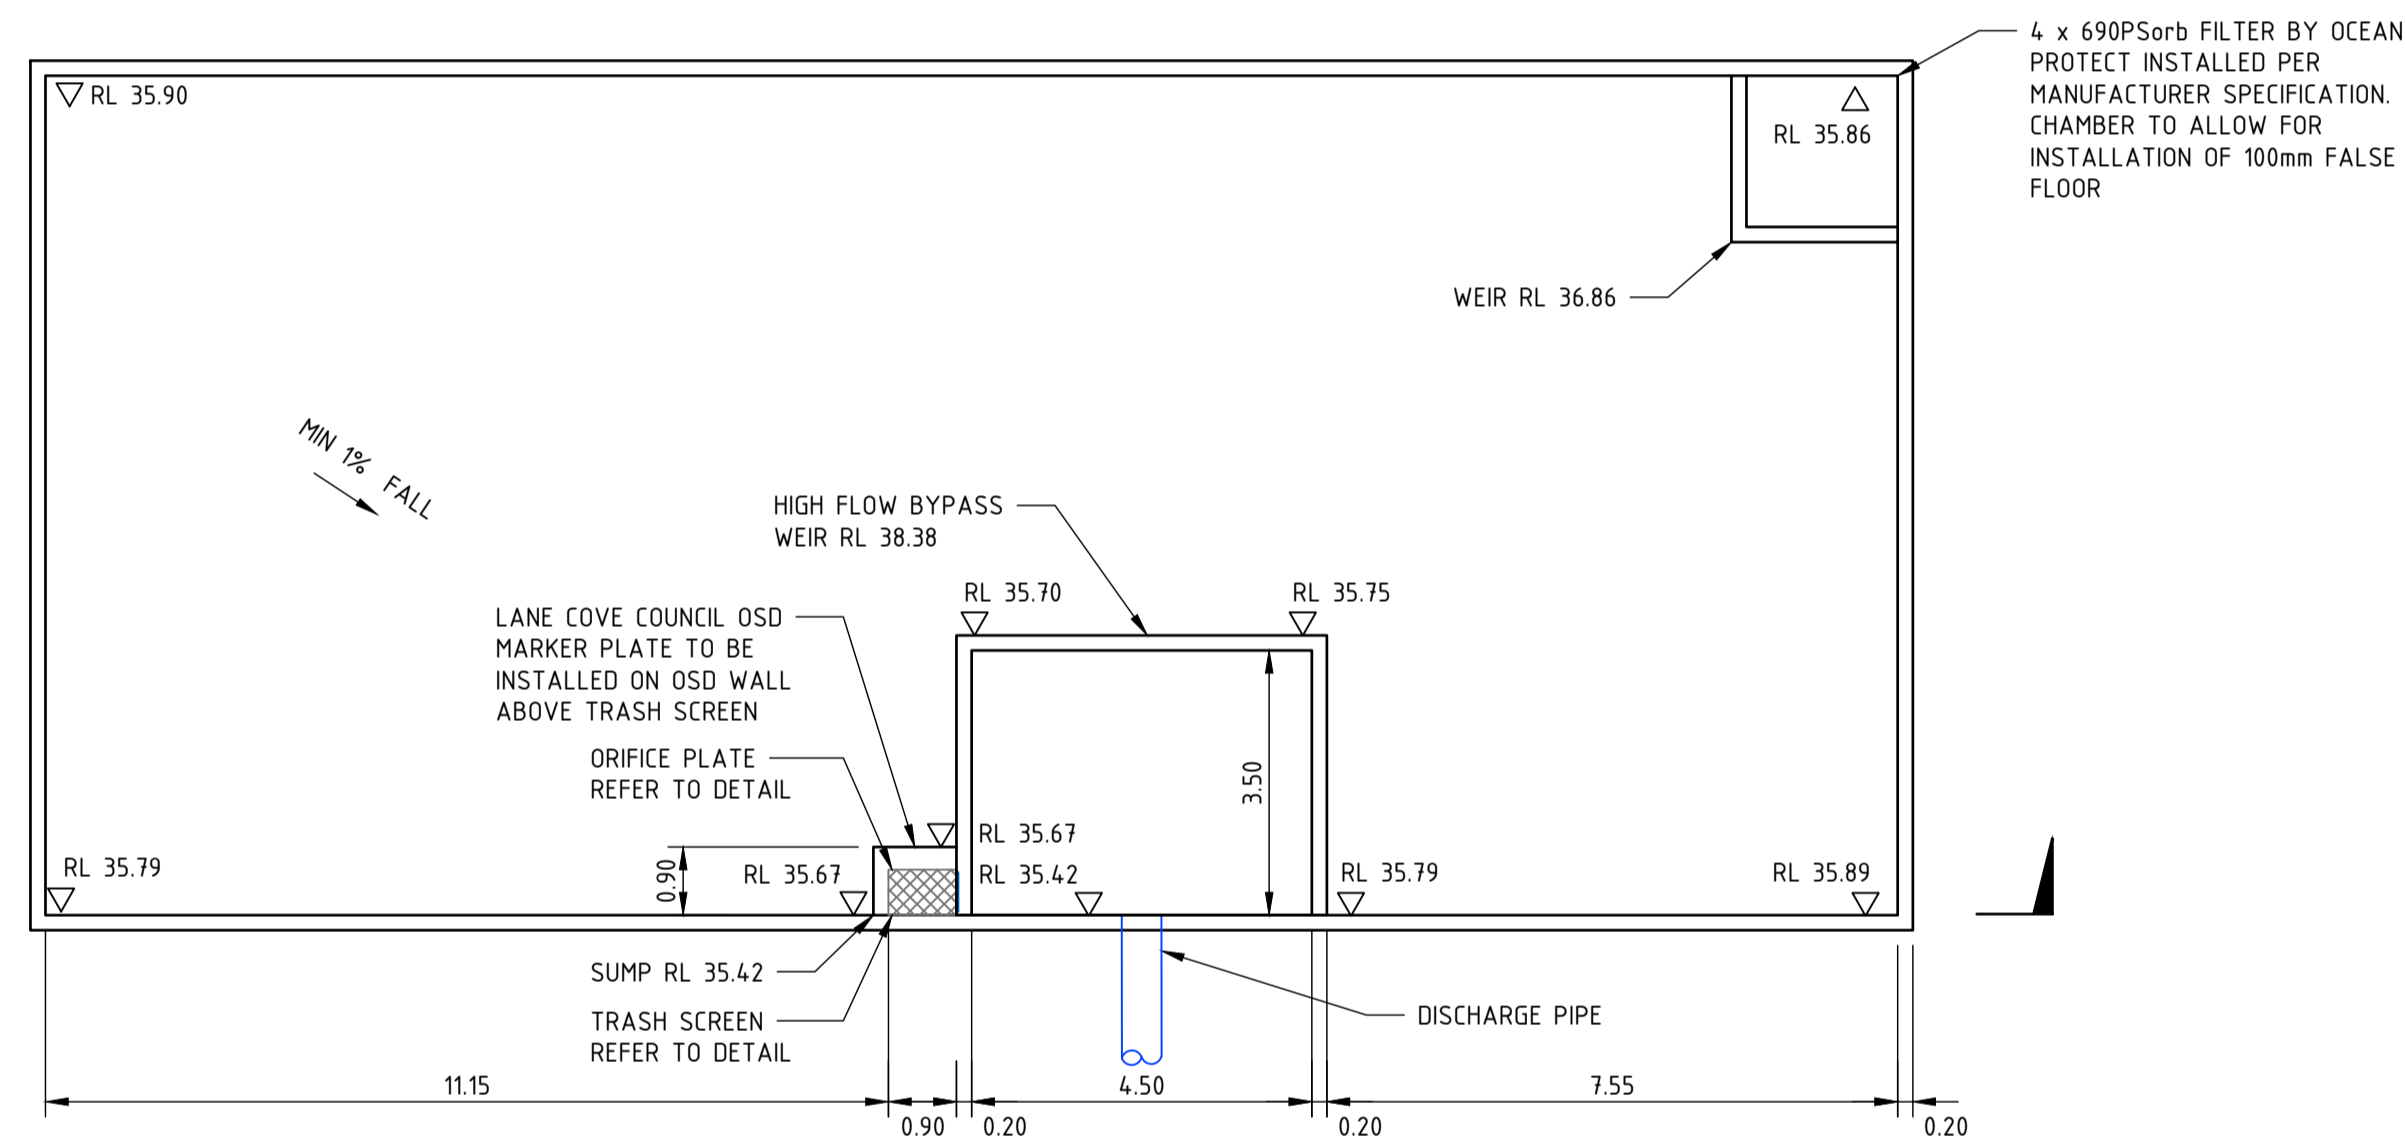 4 x 690PSorb FILTER BY OCEAN
PROTECT INSTALLED PER
MANUFACTURER SPECIFICATION.
CHAMBER TO ALLOW FOR
INSTALLATION OF 100mm FALSE
FLOOR
RL 35.90
RL 35.86
WEIR RL 36.86
MIN 1% FALL
HIGH FLOW BYPASS
WEIR RL 38.38
RL 35.70
RL 35.75
LANE COVE COUNCIL OSD
MARKER PLATE TO BE
INSTALLED ON OSD WALL
ABOVE TRASH SCREEN
ORIFICE PLATE
REFER TO DETAIL
3.50
RL 35.67
RL 35.79
0.90
RL 35.67
RL 35.42
RL 35.79
RL 35.89
SUMP RL 35.42
TRASH SCREEN
REFER TO DETAIL
DISCHARGE PIPE
11.15
4.50
7.55
0.90
0.20
0.20
0.20